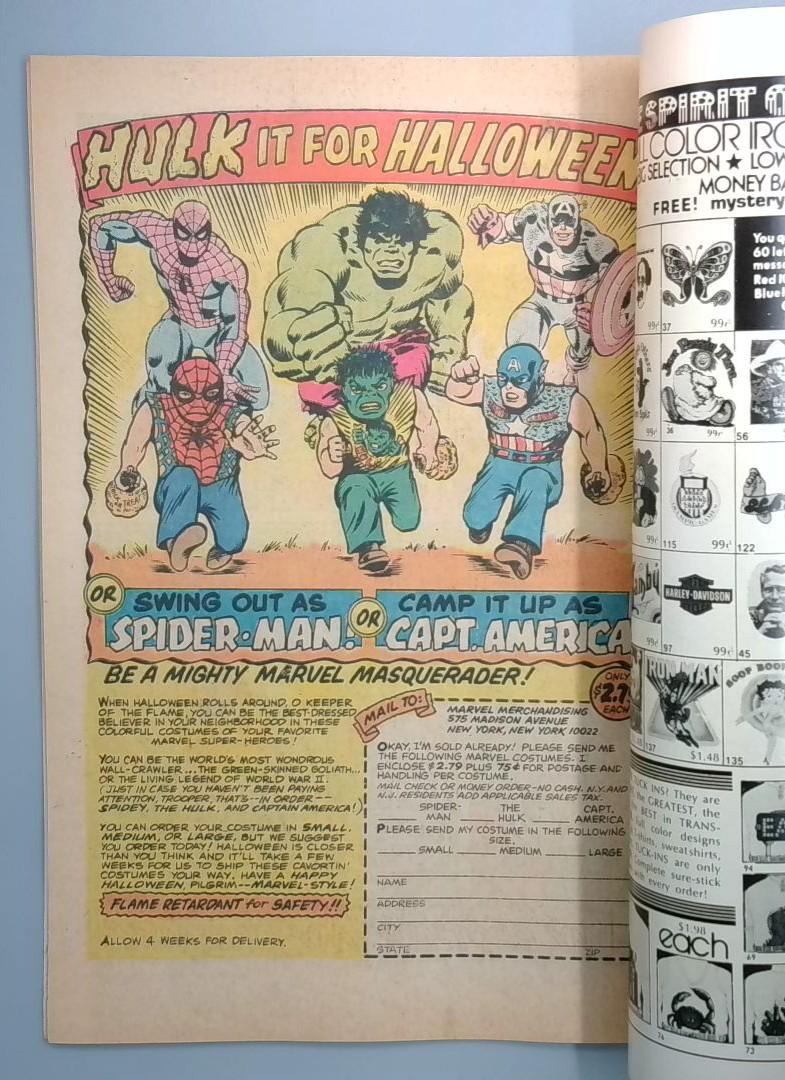 HULK IT FOR HALLOWEEN
OR
SWING OUT AS
SPIDER-MAN!
OR
CAMP IT UP AS
CAPT. AMERICA
BE A MIGHTY MARVEL MASQUERADER!
ONLY
$2.79
EACH
WHEN HALLOWEEN ROLLS AROUND, O KEEPER
OF THE FLAME, YOU CAN BE THE BEST-DRESSED
BELIEVER IN YOUR NEIGHBORHOOD IN THESE
COLORFUL COSTUMES OF YOUR FAVORITE
MARVEL SUPER-HEROES!
YOU CAN BE THE WORLD'S MOST WONDROUS
WALL-CRAWLER... THE GREEN-SKINNED GOLIATH...
OR THE LIVING LEGEND OF WORLD WAR II.
(JUST IN CASE YOU HAVEN'T BEEN PAYING
ATTENTION, TROOPER, THAT'S--IN ORDER--
SPIDEY, THE HULK, AND CAPTAIN AMERICA!)
YOU CAN ORDER YOUR COSTUME IN SMALL,
MEDIUM, OR LARGE, BUT WE SUGGEST
YOU ORDER TODAY! HALLOWEEN IS CLOSER
THAN YOU THINK AND IT'LL TAKE A FEW
WEEKS FOR US TO SHIP THESE CAVORTIN'
COSTUMES YOUR WAY. HAVE A HAPPY
HALLOWEEN, PILGRIM--MARVEL-STYLE!
FLAME RETARDANT for SAFETY!!
ALLOW 4 WEEKS FOR DELIVERY.
MAIL TO:
MARVEL MERCHANDISING
575 MADISON AVENUE
NEW YORK, NEW YORK 10022
OKAY, I'M SOLD ALREADY! PLEASE SEND ME
THE FOLLOWING MARVEL COSTUMES. I
ENCLOSE $2.79 PLUS 75¢ FOR POSTAGE AND
HANDLING PER COSTUME.
MAIL CHECK OR MONEY ORDER-NO CASH. N.Y. AND
N.J. RESIDENTS ADD APPLICABLE SALES TAX.
SPIDER- THE CAPT.
MAN HULK AMERICA
PLEASE SEND MY COSTUME IN THE FOLLOWING
SIZE.
SMALL MEDIUM LARGE
NAME
ADDRESS
CITY
STATE ZIP
SPIRIT
COLOR
SELECTION ★ LOW
MONEY
FREE! mystery
99¢ 37 99¢
99¢ 36 99¢ 56
99¢ 115 99¢ 122
HARLEY-DAVIDSON
99¢ 97 99¢ 45
IRON MAN
BOOP
137 $1.48 135
TUCK INS! They are
the GREATEST, the
BEST in TRANS-
full color designs
sweatshirts,
TUCK-INS are only
complete sure-stick
with every order!
94
$1.98
each
69
74
73